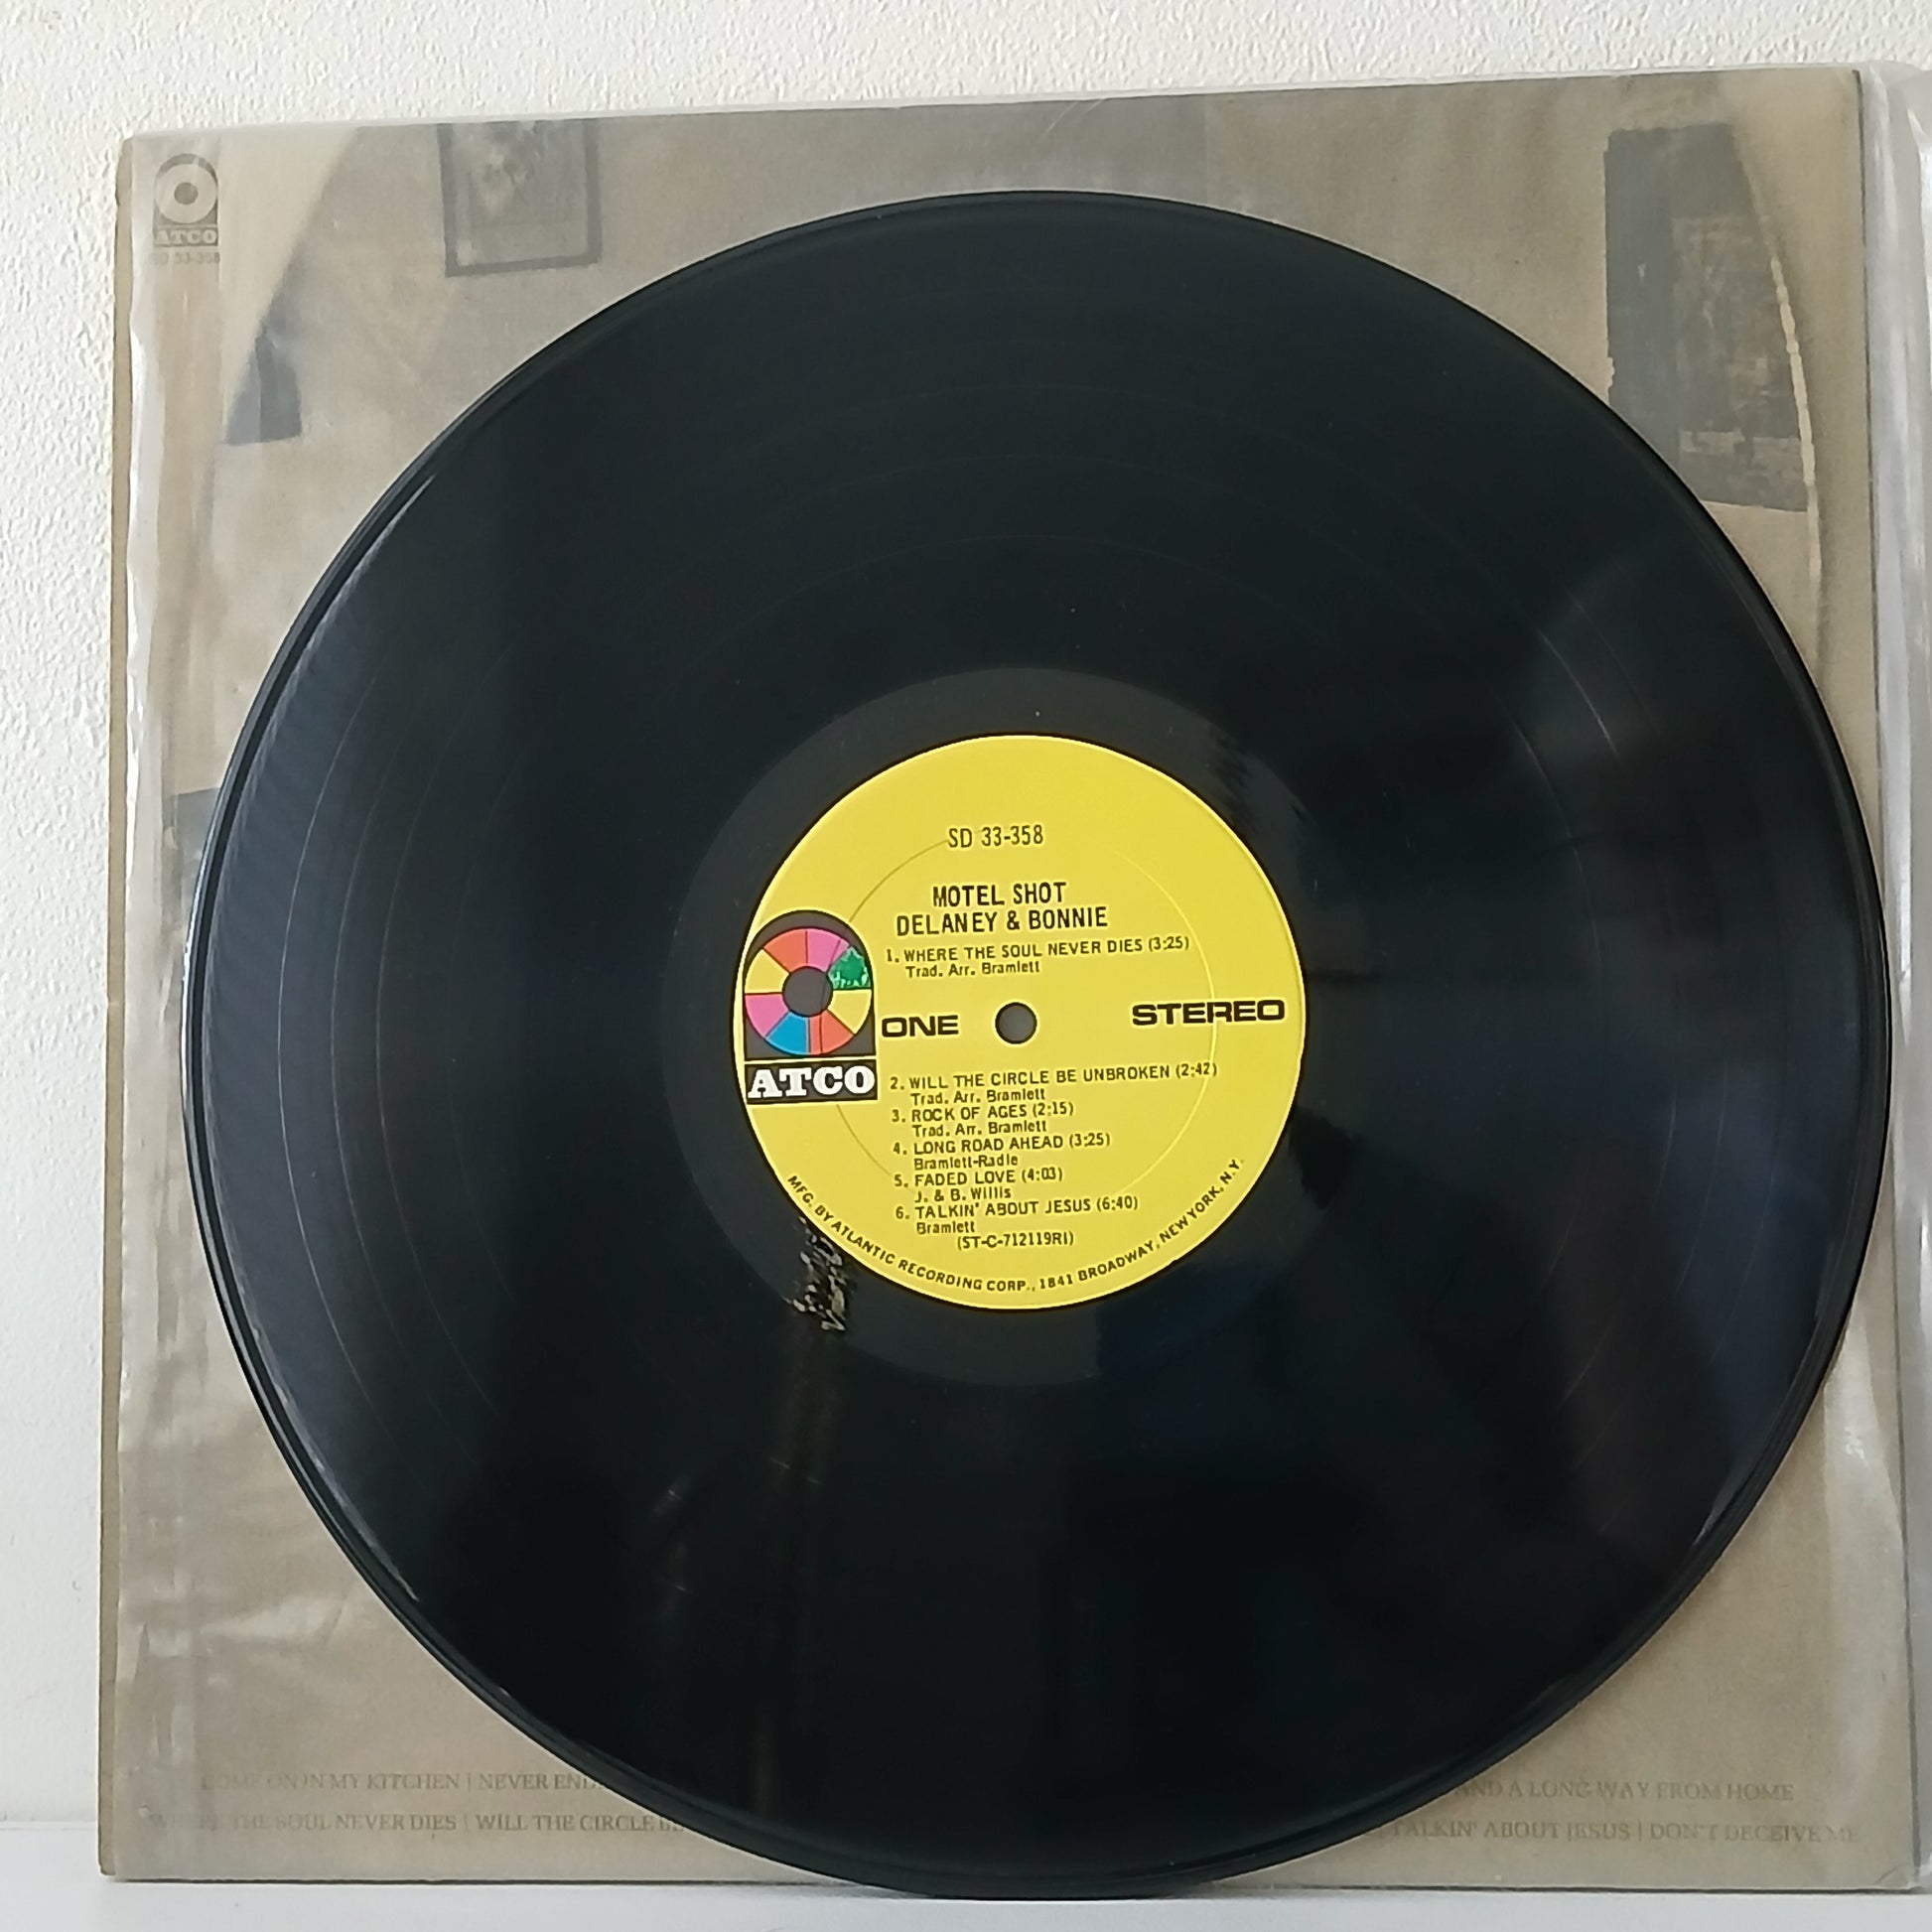 ATCO
SD 33-358
SD 33-358
MOTEL SHOT
DELANEY & BONNIE
1. WHERE THE SOUL NEVER DIES (3:25)
Trad. Arr. Bramlett
ONE
STEREO
ATCO
2. WILL THE CIRCLE BE UNBROKEN (2:42)
Trad. Arr. Bramlett
3. ROCK OF AGES (2:15)
Trad. Arr. Bramlett
4. LONG ROAD AHEAD (3:25)
Bramlett-Radle
5. FADED LOVE (4:03)
J. & B. Willis
6. TALKIN' ABOUT JESUS (6:40)
Bramlett
(ST-C-712119RI)
MFG. BY ATLANTIC RECORDING CORP., 1841 BROADWAY, NEW YORK, N.Y.
COME ON IN MY KITCHEN | NEVER AND A LONG WAY FROM HOME
WHERE THE SOUL NEVER DIES | WILL THE CIRCLE TALKIN' ABOUT JESUS | DON'T DECEIVE ME